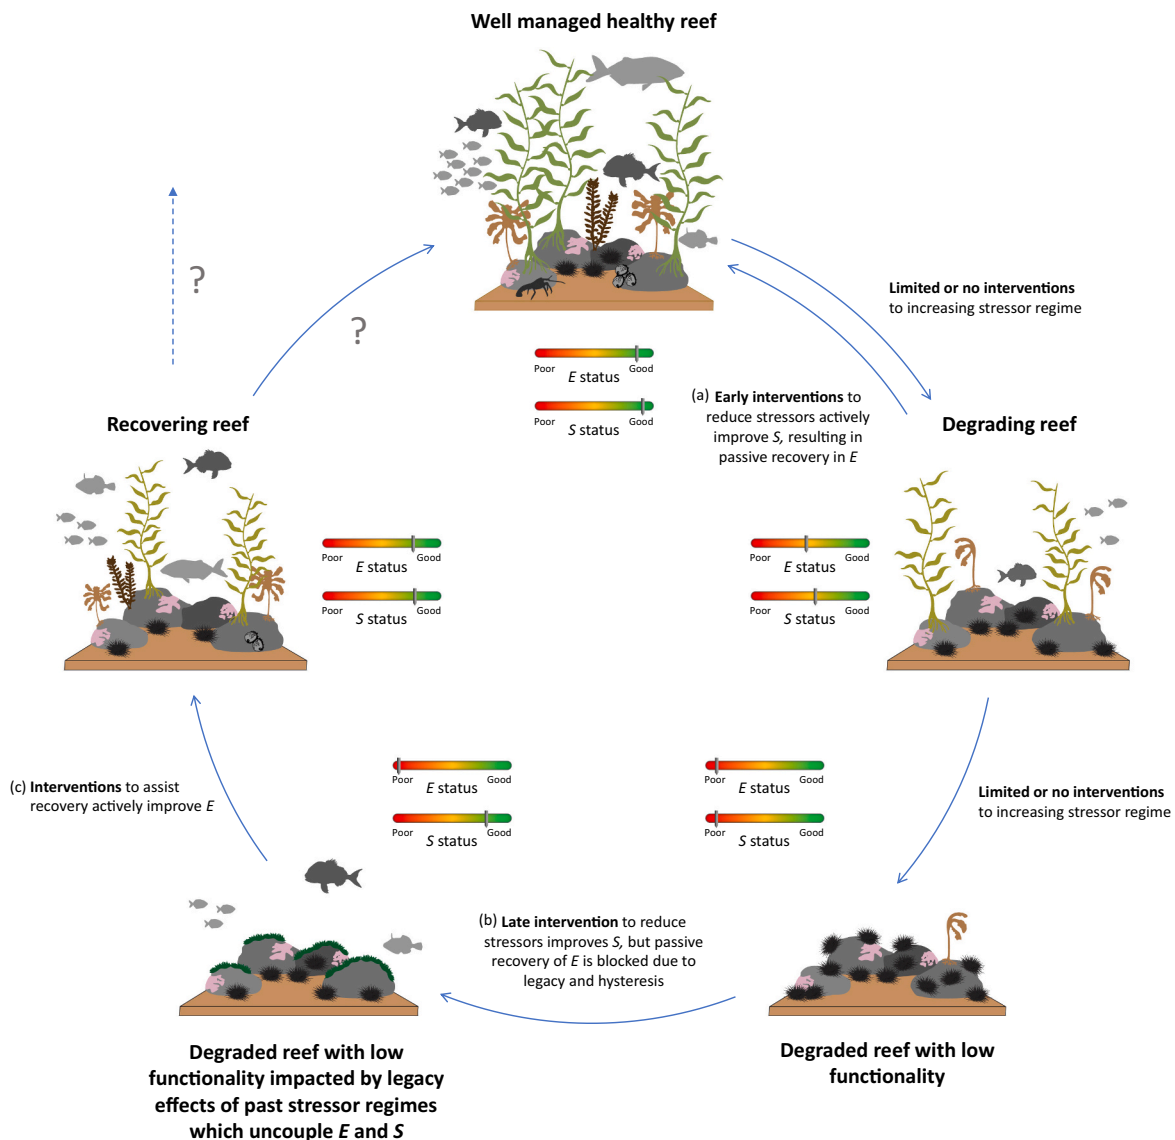 Well managed healthy reef
?
?
Limited or no interventions
to increasing stressor regime
Poor Good
E status
Poor Good
S status
(a) Early interventions to
reduce stressors actively
improve S, resulting in
passive recovery in E
Recovering reef
Degrading reef
Poor Good
E status
Poor Good
S status
Poor Good
E status
Poor Good
S status
(c) Interventions to assist
recovery actively improve E
Poor Good
E status
Poor Good
S status
Poor Good
E status
Poor Good
S status
Limited or no interventions
to increasing stressor regime
(b) Late intervention to reduce
stressors improves S, but passive
recovery of E is blocked due to
legacy and hysteresis
Degraded reef with low
functionality impacted by legacy
effects of past stressor regimes
which uncouple E and S
Degraded reef with low
functionality